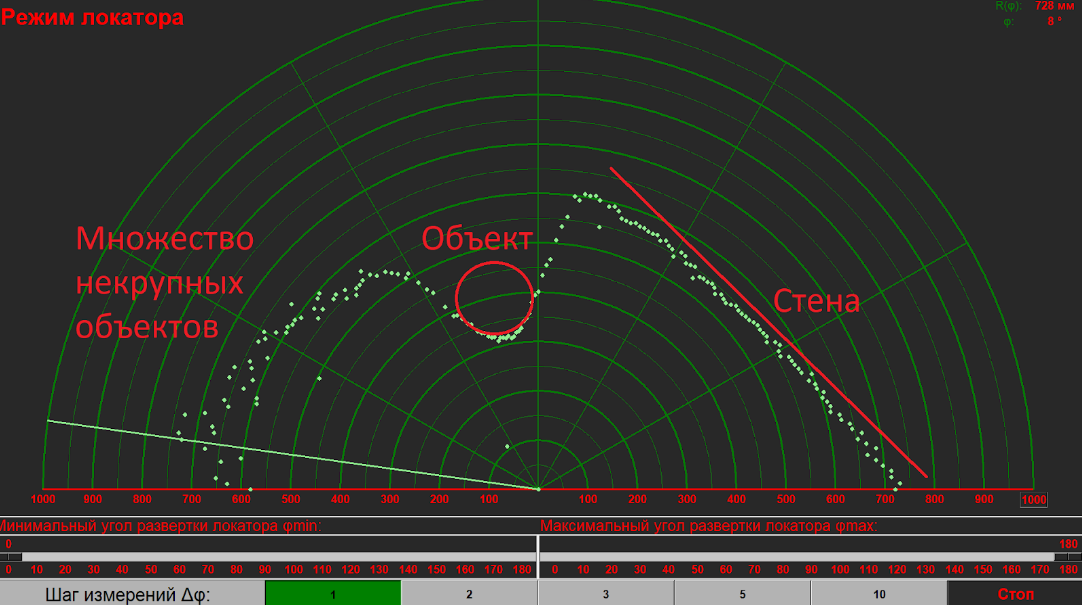 Режим локатора
R(φ): 728 мм
φ: 8 °
Множество
некрупных
объектов
Объект
Стена
1000 900 800 700 600 500 400 300 200 100 100 200 300 400 500 600 700 800 900 1000
Минимальный угол развертки локатора φmin:
Максимальный угол развертки локатора φmax:
0
180
0 10 20 30 40 50 60 70 80 90 100 110 120 130 140 150 160 170 180
0 10 20 30 40 50 60 70 80 90 100 110 120 130 140 150 160 170 180
Шаг измерений Δφ: 1 2 3 5 10 Стоп